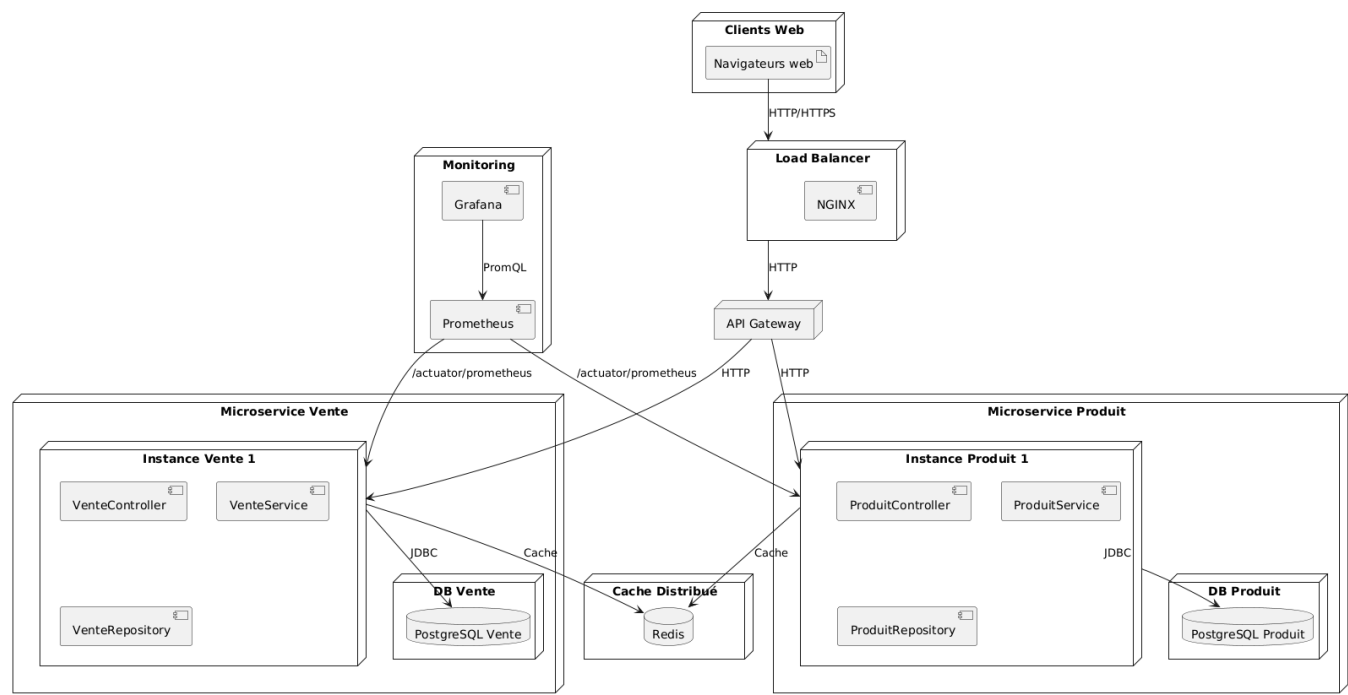 Clients Web
Navigateurs web
HTTP/HTTPS
Load Balancer
NGINX
HTTP
Monitoring
Grafana
PromQL
Prometheus
API Gateway
/actuator/prometheus
/actuator/prometheus
HTTP
HTTP
Microservice Vente
Instance Vente 1
VenteController
VenteService
VenteRepository
JDBC
Cache
DB Vente
PostgreSQL Vente
Cache Distribué
Redis
Cache
Microservice Produit
Instance Produit 1
ProduitController
ProduitService
ProduitRepository
JDBC
DB Produit
PostgreSQL Produit